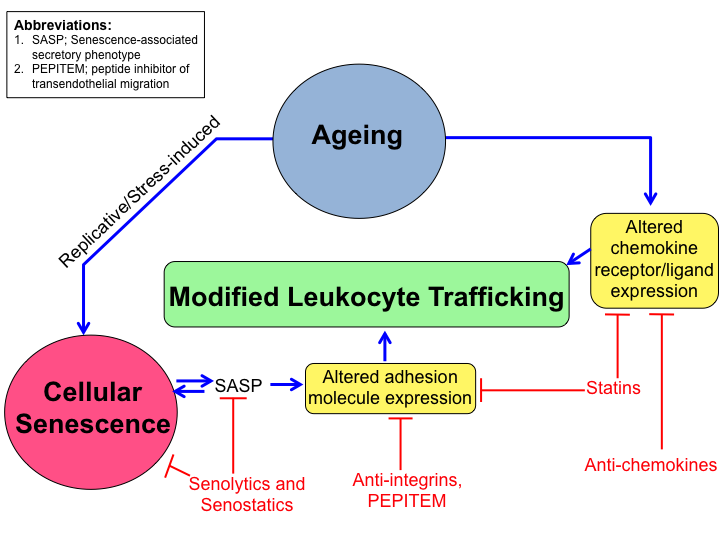 Abbreviations:
1. SASP; Senescence-associated
secretory phenotype
2. PEPITEM; peptide inhibitor of
transendothelial migration
Ageing
Replicative/Stress-induced
Altered
chemokine
receptor/ligand
expression
Modified Leukocyte Trafficking
Cellular
Senescence
SASP
Altered adhesion
molecule expression
Statins
Anti-chemokines
Senolytics and
Senostatics
Anti-integrins,
PEPITEM